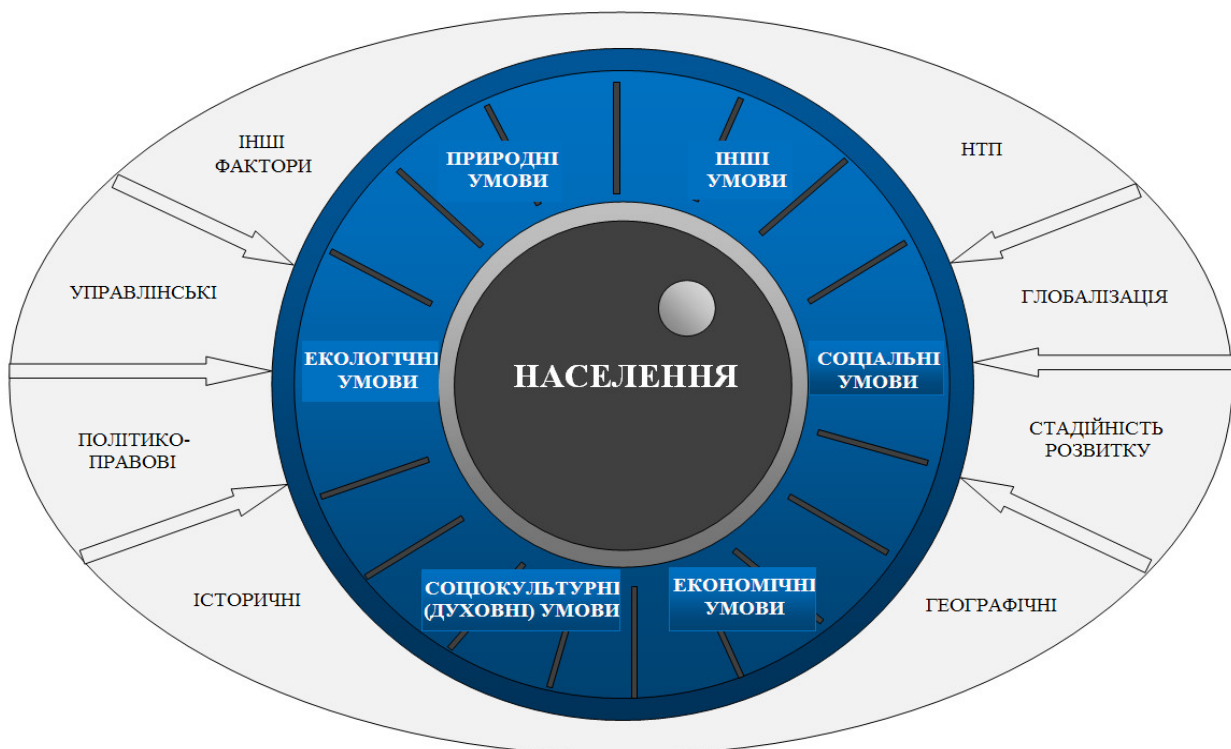 ІНШІ
ФАКТОРИ
НТП
ПРИРОДНІ
УМОВИ
ІНШІ
УМОВИ
УПРАВЛІНСЬКІ
ГЛОБАЛІЗАЦІЯ
ЕКОЛОГІЧНІ
УМОВИ
НАСЕЛЕННЯ
СОЦІАЛЬНІ
УМОВИ
ПОЛІТИКО-
ПРАВОВІ
СТАДІЙНІСТЬ
РОЗВИТКУ
СОЦІОКУЛЬТУРНІ
(ДУХОВНІ) УМОВИ
ЕКОНОМІЧНІ
УМОВИ
ІСТОРИЧНІ
ГЕОГРАФІЧНІ